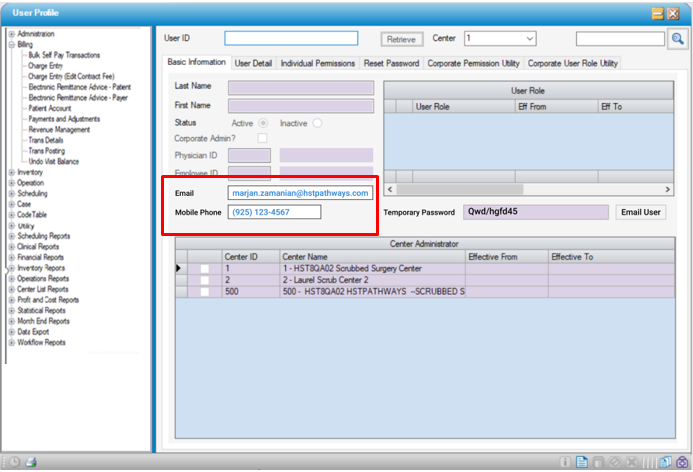 User Profile
Administration
Billing
Bulk Self Pay Transactions
Charge Entry
Charge Entry (Edit Contract Fee)
Electronic Remittance Advice - Patient
Electronic Remittance Advice - Payer
Patient Account
Payments and Adjustments
Revenue Management
Trans Details
Trans Posting
Undo Visit Balance
Inventory
Operation
Scheduling
Case
CodeTable
Utility
Scheduling Reports
Clinical Reports
Financial Reports
Inventory Reports
Operations Reports
Center List Reports
Profit and Cost Reports
Statistical Reports
Month End Reports
Data Export
Workflow Reports
User ID Retrieve Center 1
Basic Information User Detail Individual Permissions Reset Password Corporate Permission Utility Corporate User Role Utility
Last Name
First Name
Status Active Inactive
Corporate Admin?
Physician ID
Employee ID
User Role
User Role Eff From Eff To
Email marjan.zamanian@hstpathways.com
Mobile Phone (925) 123-4567 Temporary Password Qwd/hgfd45 Email User
Center Administrator
Center ID Center Name Effective From Effective To
1 1 - HST8QA02 Scrubbed Surgery Center
2 2 - Laurel Scrub Center 2
500 500 - HST8QA02 HSTPATHWAYS --SCRUBBED S